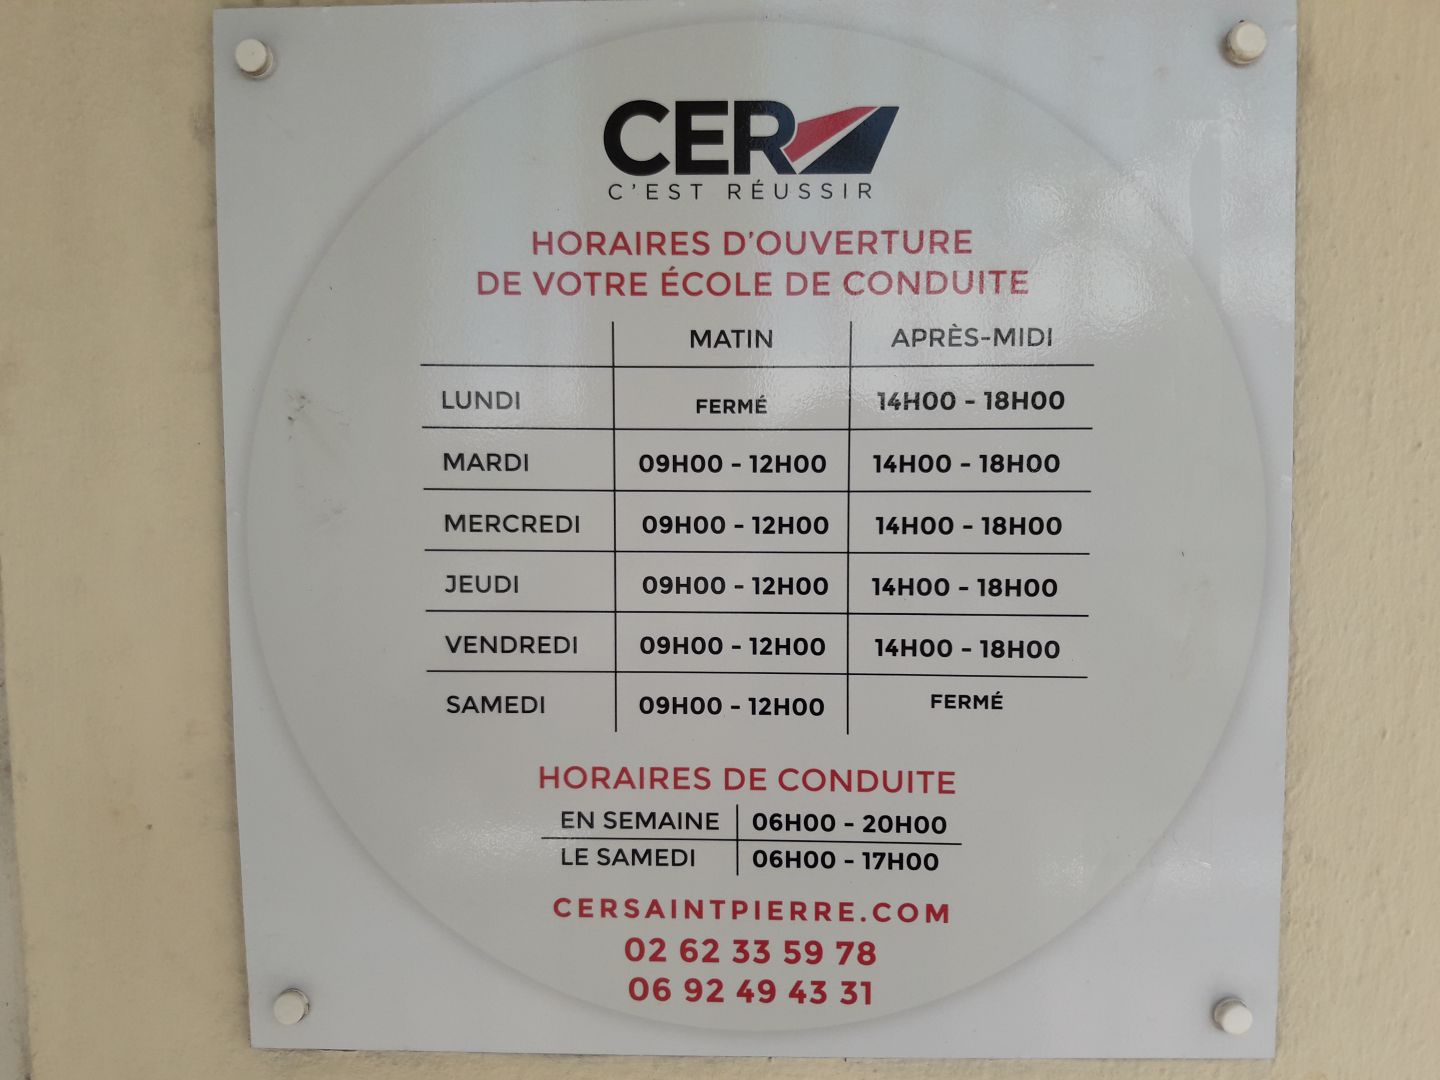 CER
C'EST RÉUSSIR
HORAIRES D'OUVERTURE
DE VOTRE ÉCOLE DE CONDUITE
MATIN APRÈS-MIDI
LUNDI FERMÉ 14H00 - 18H00
MARDI 09H00 - 12H00 14H00 - 18H00
MERCREDI 09H00 - 12H00 14H00 - 18H00
JEUDI 09H00 - 12H00 14H00 - 18H00
VENDREDI 09H00 - 12H00 14H00 - 18H00
SAMEDI 09H00 - 12H00 FERMÉ
HORAIRES DE CONDUITE
EN SEMAINE 06H00 - 20H00
LE SAMEDI 06H00 - 17H00
CERSAINTPIERRE.COM
02 62 33 59 78
06 92 49 43 31